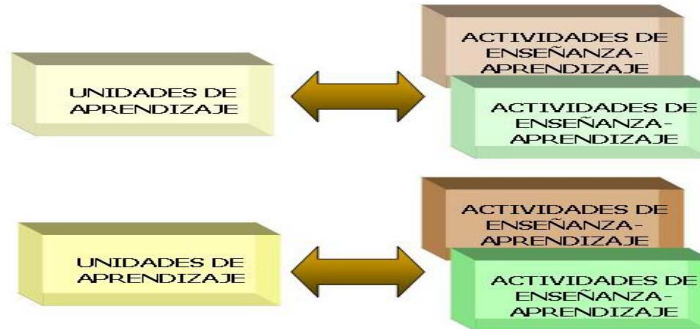 UNIDADES DE
APRENDIZAJE
ACTIVIDADES DE
ENSEÑANZA-
APRENDIZAJE
ACTIVIDADES DE
ENSEÑANZA-
APRENDIZAJE
UNIDADES DE
APRENDIZAJE
ACTIVIDADES DE
ENSEÑANZA-
APRENDIZAJE
ACTIVIDADES DE
ENSEÑANZA-
APRENDIZAJE